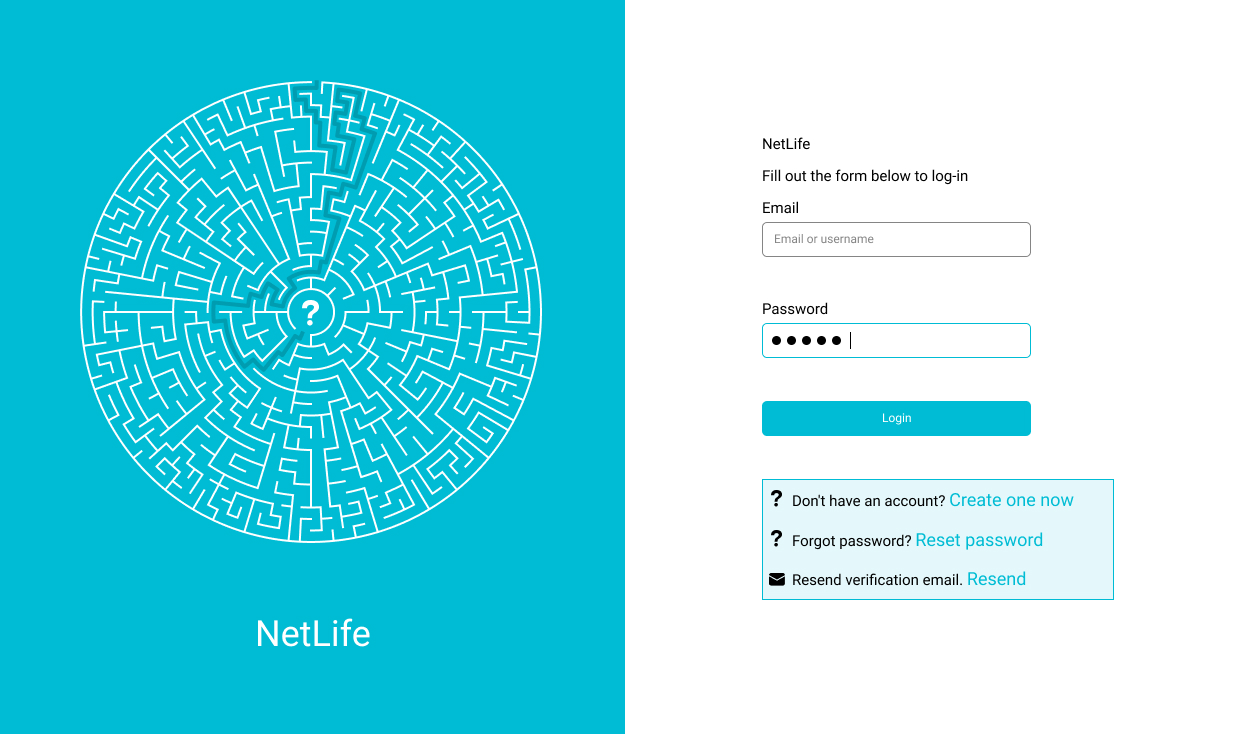 ?
NetLife
NetLife
Fill out the form below to log-in
Email
Email or username
Password
Login
? Don't have an account? Create one now
? Forgot password? Reset password
Resend verification email. Resend